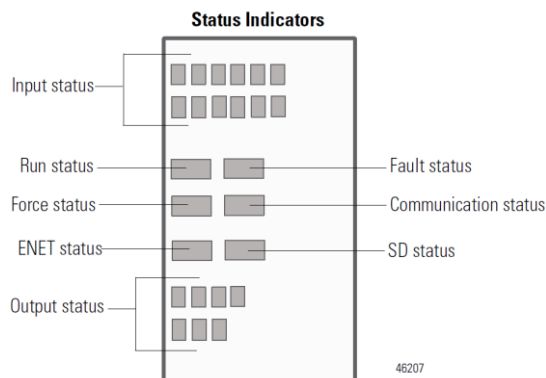 Status Indicators
Input status
Run status
Fault status
Force status
Communication status
ENET status
SD status
Output status
46207